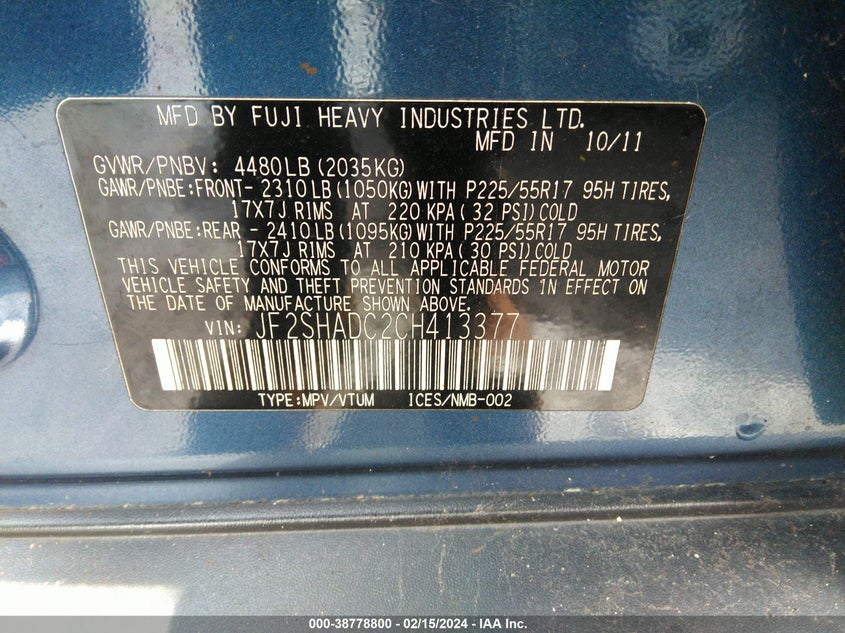 MFD BY FUJI HEAVY INDUSTRIES LTD.
MFD IN 10/11
GVWR/PNBV: 4480LB (2035KG)
GAWR/PNBE:FRONT- 2310LB (1050KG) WITH P225/55R17 95H TIRES,
17X7J RIMS AT 220 KPA( 32 PSI)COLD
GAWR/PNBE:REAR - 2410LB (1095KG) WITH P225/55R17 95H TIRES,
17X7J RIMS AT 210 KPA( 30 PSI)COLD
THIS VEHICLE CONFORMS TO ALL APPLICABLE FEDERAL MOTOR
VEHICLE SAFETY AND THEFT PREVENTION STANDARDS IN EFFECT ON
THE DATE OF MANUFACTURE SHOWN ABOVE.
VIN: JF2SHADC2CH413377
TYPE:MPV/VTUM ICES/NMB-002
000-38778800 - 02/15/2024 - IAA Inc.